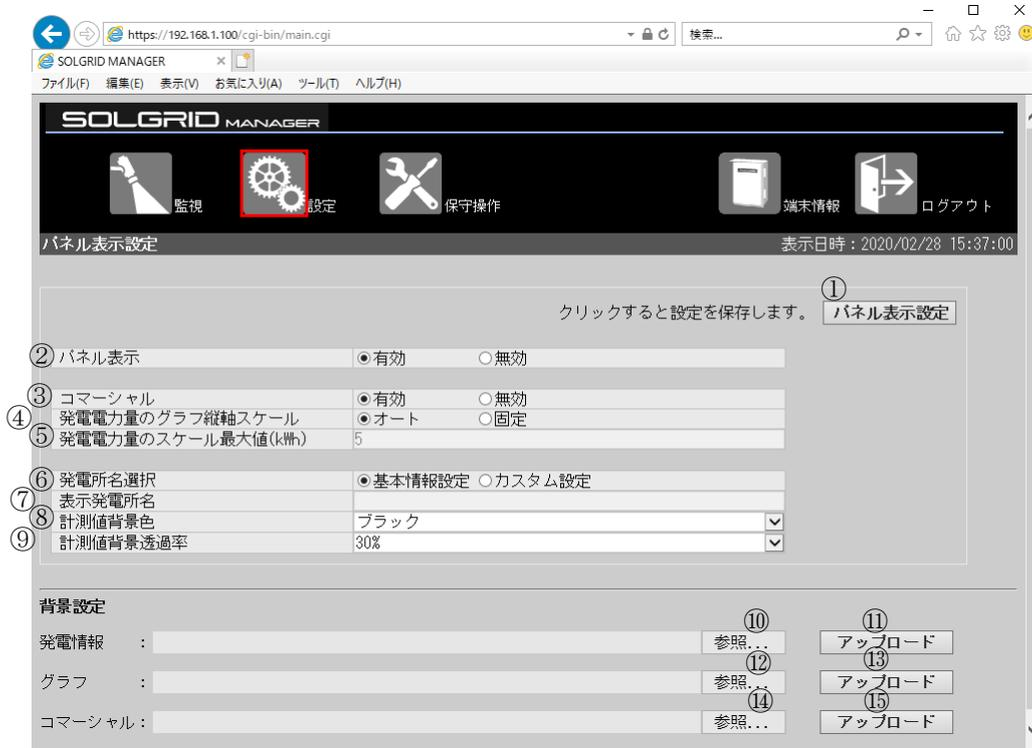 https://192.168.1.100/cgi-bin/main.cgi 検索...
SOLGRID MANAGER
ファイル(F) 編集(E) 表示(V) お気に入り(A) ツール(T) ヘルプ(H)
SOLGRID MANAGER
監視 設定 保守操作 端末情報 ログアウト
パネル表示設定 表示日時：2020/02/28 15:37:00
①
クリックすると設定を保存します。 パネル表示設定
② パネル表示 有効 無効
③ コマーシャル 有効 無効
④ 発電電力量のグラフ縦軸スケール オート 固定
⑤ 発電電力量のスケール最大値(kWh) 5
⑥ 発電所名選択 基本情報設定 カスタム設定
⑦ 表示発電所名
⑧ 計測値背景色 ブラック
⑨ 計測値背景透過率 30%
背景設定
⑩ ⑪
発電情報 : 参照... アップロード
⑫ ⑬
グラフ : 参照... アップロード
⑭ ⑮
コマーシャル : 参照... アップロード